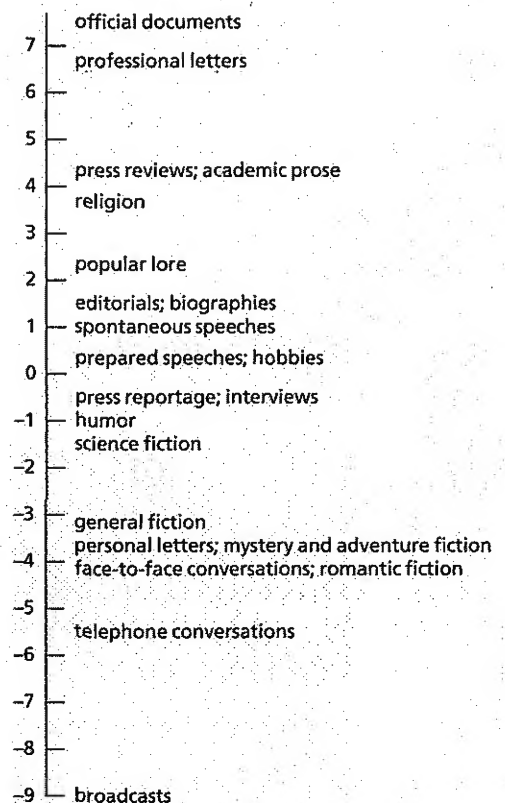 official documents
7
professional letters
6
5
press reviews; academic prose
4
religion
3
popular lore
2
editorials; biographies
1 spontaneous speeches
prepared speeches; hobbies
0
press reportage; interviews
–1 humor
science fiction
–2
–3
general fiction
personal letters; mystery and adventure fiction
–4 face-to-face conversations; romantic fiction
–5
telephone conversations
–6
–7
–8
–9 broadcasts